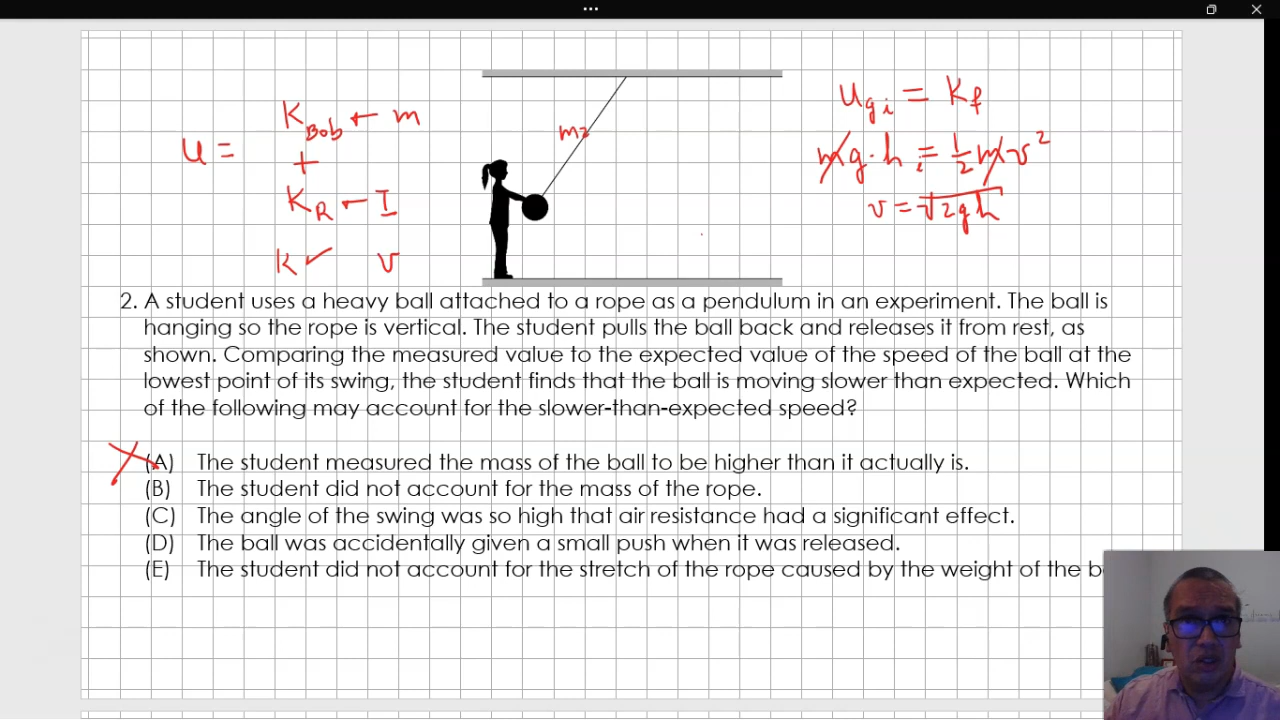 U =
K_Bob ← m
+
K_R ← I
K ✓ v
m
U_g i = K_f
m g · h_i = 1/2 m v^2
v = √2gh
2. A student uses a heavy ball attached to a rope as a pendulum in an experiment. The ball is
hanging so the rope is vertical. The student pulls the ball back and releases it from rest, as
shown. Comparing the measured value to the expected value of the speed of the ball at the
lowest point of its swing, the student finds that the ball is moving slower than expected. Which
of the following may account for the slower-than-expected speed?
(A) The student measured the mass of the ball to be higher than it actually is.
(B) The student did not account for the mass of the rope.
(C) The angle of the swing was so high that air resistance had a significant effect.
(D) The ball was accidentally given a small push when it was released.
(E) The student did not account for the stretch of the rope caused by the weight of the b